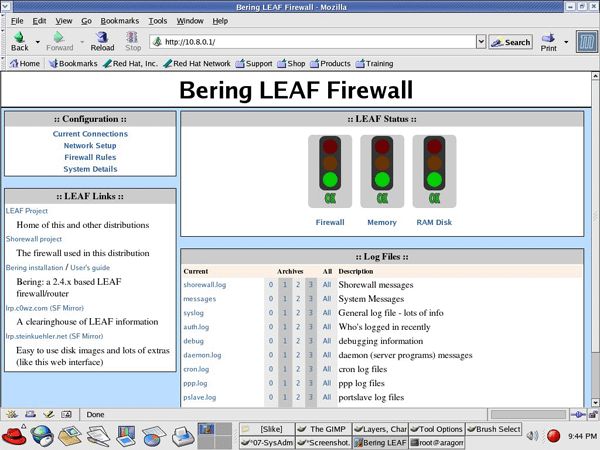 Bering LEAF Firewall - Mozilla
File Edit View Go Bookmarks Tools Window Help
Back Forward Reload Stop http://10.8.0.1/ Search Print
Home Bookmarks Red Hat, Inc. Red Hat Network Support Shop Products Training
Bering LEAF Firewall
:: Configuration ::
Current Connections
Network Setup
Firewall Rules
System Details
:: LEAF Links ::
LEAF Project
Home of this and other distributions
Shorewall project
The firewall used in this distribution
Bering installation / User's guide
Bering: a 2.4.x based LEAF
firewall/router
lrp.c0wz.com (SF Mirror)
A clearinghouse of LEAF information
lrp.steinkuehler.net (SF Mirror)
Easy to use disk images and lots of extras
(like this web interface)
:: LEAF Status ::
OK OK OK
Firewall Memory RAM Disk
:: Log Files ::
Current Archives All Description
shorewall.log 0 1 2 3 All Shorewall messages
messages 0 1 2 3 All System Messages
syslog 0 1 2 3 All General log file - lots of info
auth.log 0 1 2 3 All Who's logged in recently
debug 0 1 2 3 All debugging information
daemon.log 0 1 2 3 All daemon (server programs) messages
cron.log 0 1 2 3 All cron log files
ppp.log 0 1 2 3 All ppp log files
pslave.log 0 1 2 3 All portslave log files
Done
[Slike] The GIMP Layers, Char Tool Options Brush Select
*07-SysAdm *Screenshot. Bering LEAF root@aragorn
9:44 PM